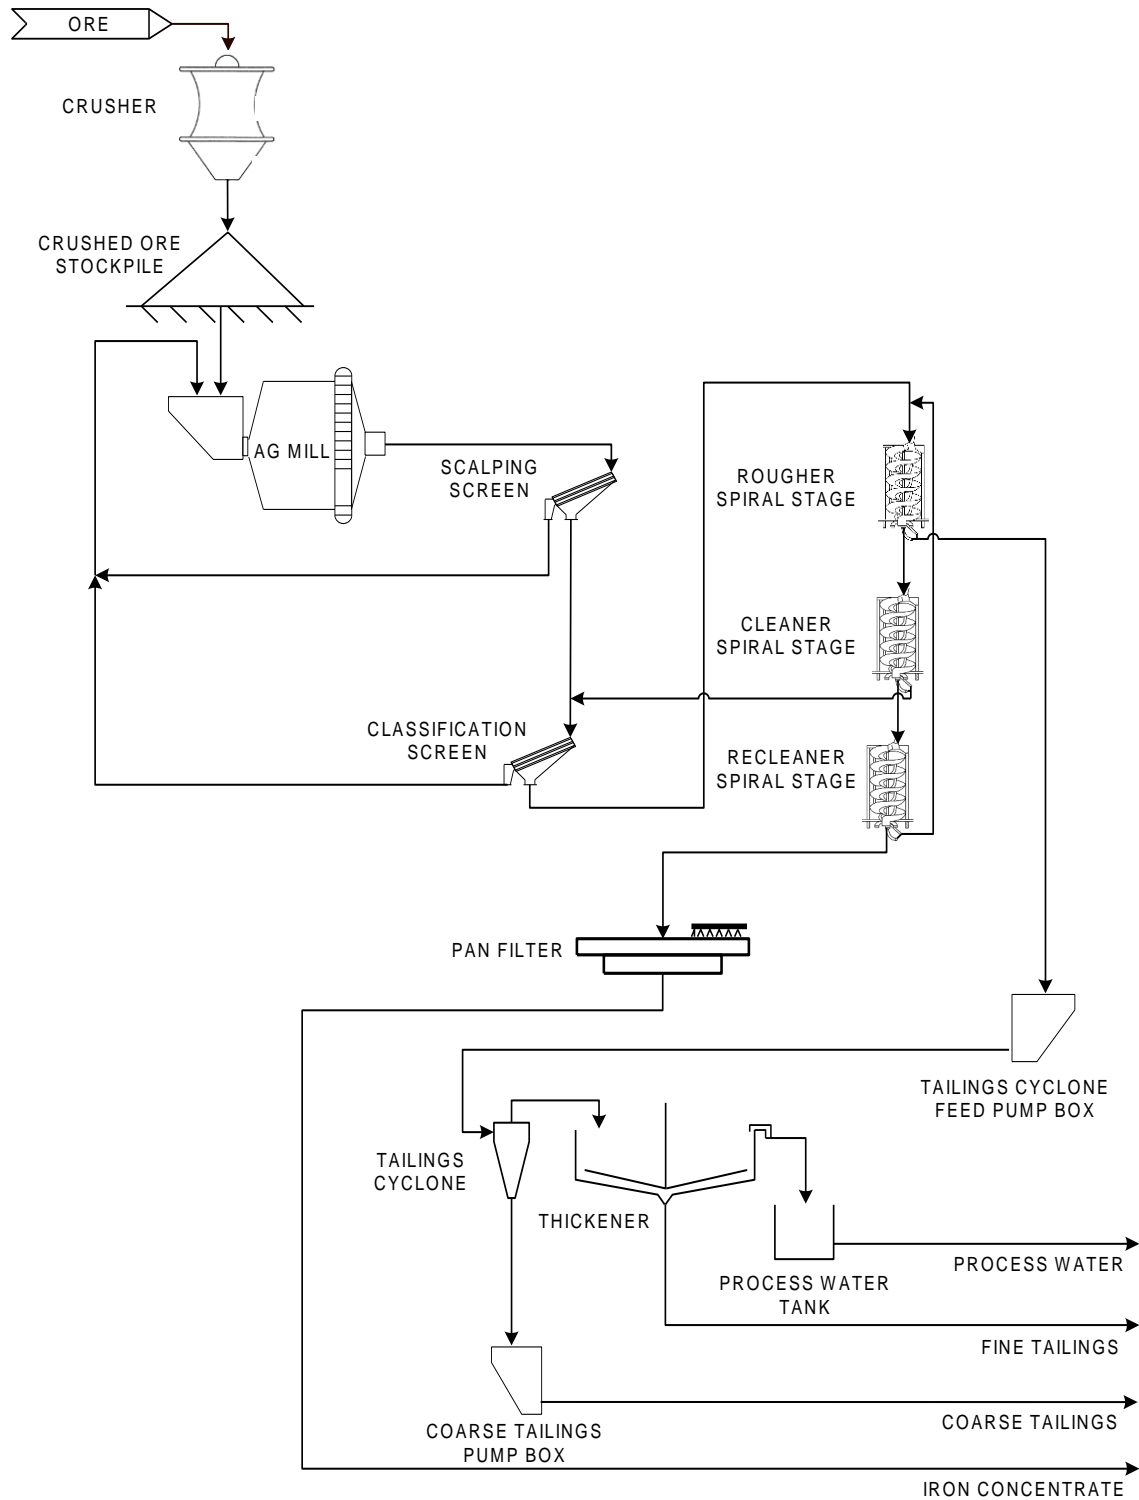 ORE
CRUSHER
CRUSHED ORE
STOCKPILE
AG MILL
SCALPING
SCREEN
ROUGHER
SPIRAL STAGE
CLEANER
SPIRAL STAGE
CLASSIFICATION
SCREEN
RECLEANER
SPIRAL STAGE
PAN FILTER
TAILINGS CYCLONE
FEED PUMP BOX
TAILINGS
CYCLONE
THICKENER
PROCESS WATER
TANK
PROCESS WATER
FINE TAILINGS
COARSE TAILINGS
PUMP BOX
COARSE TAILINGS
IRON CONCENTRATE